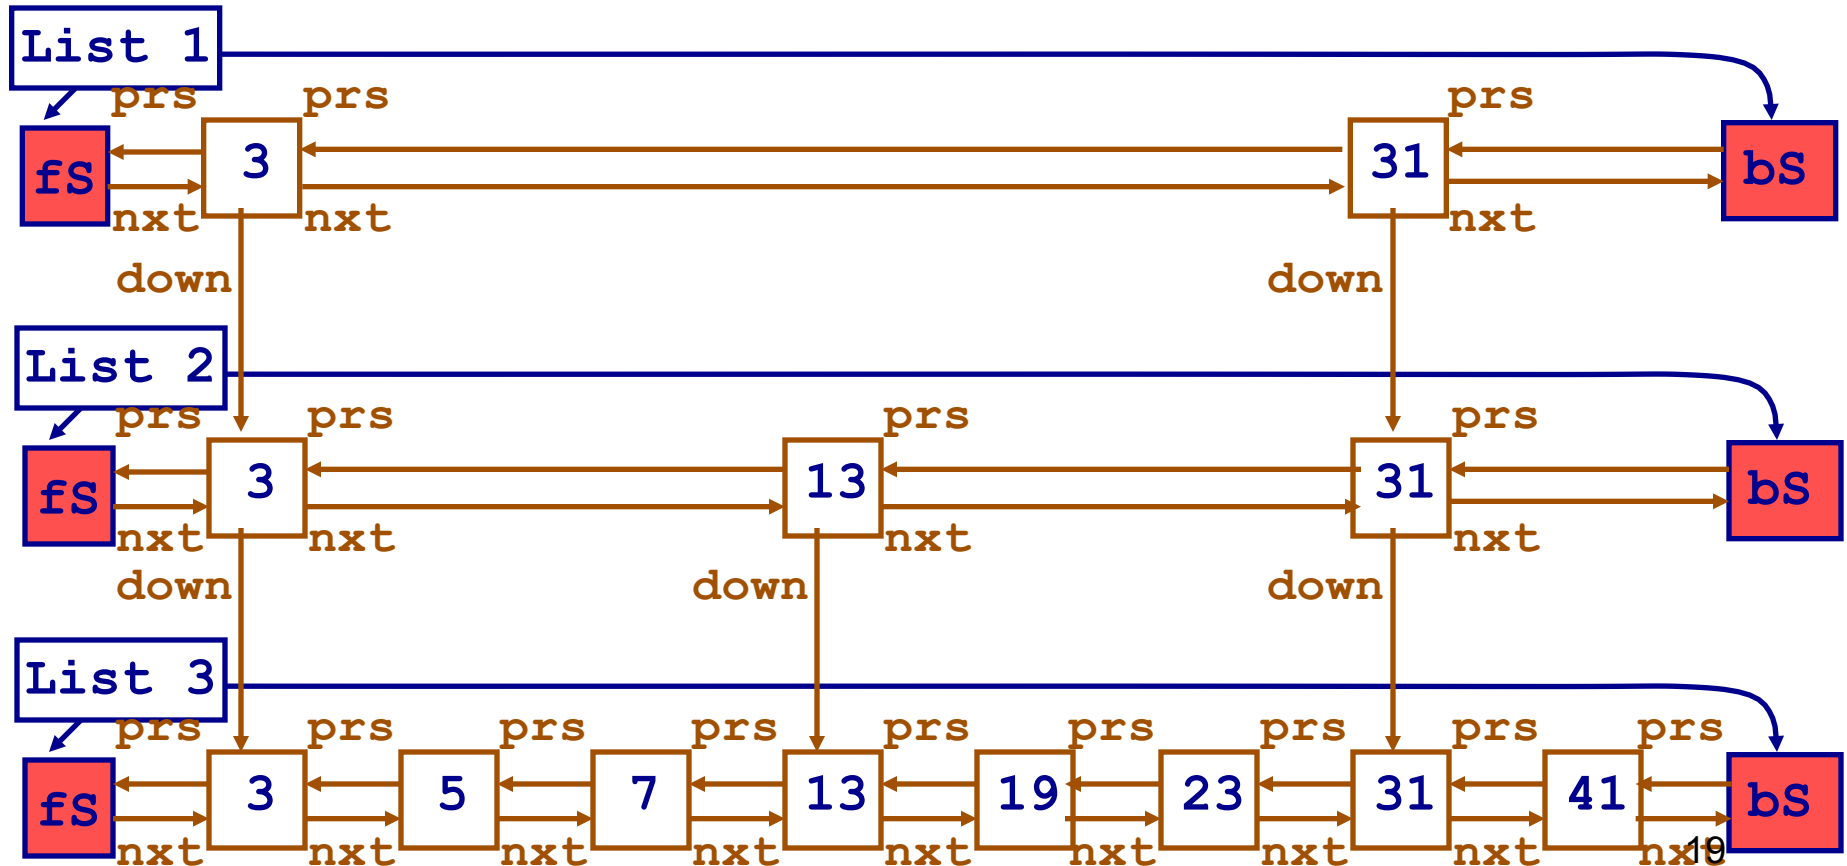 List 1
prs prs prs
fS 3 31 bS
nxt nxt nxt
down down
List 2
prs prs prs prs
fS 3 13 31 bS
nxt nxt nxt nxt
down down down
List 3
prs prs prs prs prs prs prs prs prs
fS 3 5 7 13 19 23 31 41 bS
nxt nxt nxt nxt nxt nxt nxt nxt nxt
19